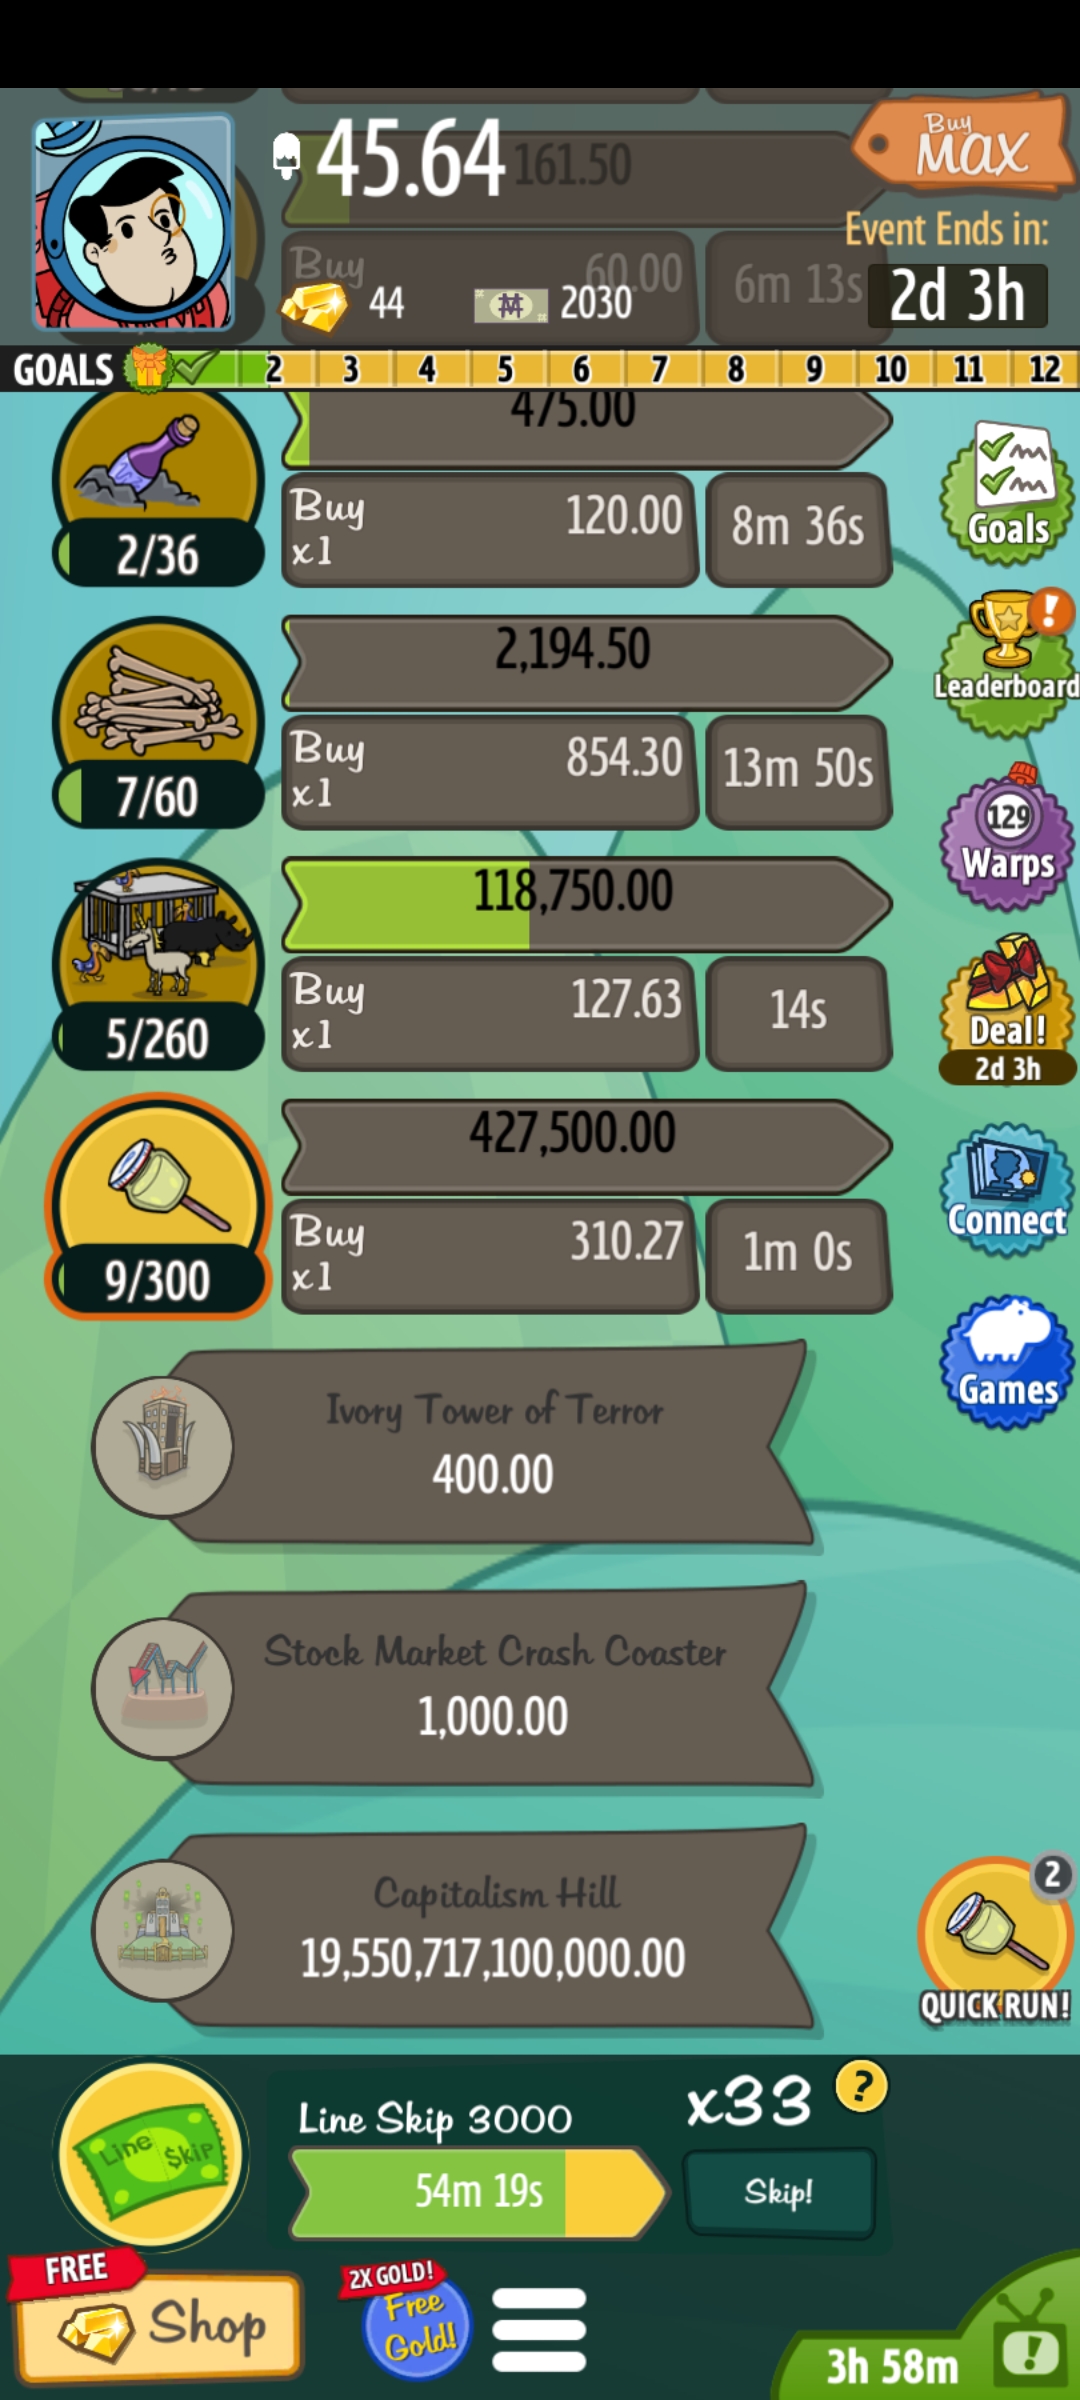 45.64
161.50
Buy
MAX
Event Ends in:
2d 3h
Buy
60.00
6m 13s
44
2030
GOALS 2 3 4 5 6 7 8 9 10 11 12
475.00
2/36
Buy
x1
120.00
8m 36s
Goals
2,194.50
7/60
Buy
x1
854.30
13m 50s
Leaderboard
118,750.00
5/260
Buy
x1
127.63
14s
129
Warps
Deal!
2d 3h
427,500.00
9/300
Buy
x1
310.27
1m 0s
Connect
Games
Ivory Tower of Terror
400.00
Stock Market Crash Coaster
1,000.00
Capitalism Hill
19,550,717,100,000.00
2
QUICK RUN!
Line $kip
Line Skip 3000
54m 19s
x33
?
Skip!
FREE
Shop
2X GOLD!
Free
Gold!
3h 58m